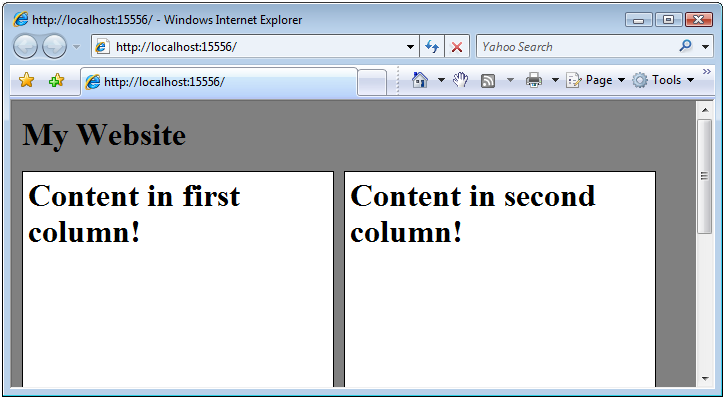 http://localhost:15556/ - Windows Internet Explorer
http://localhost:15556/
Yahoo Search
http://localhost:15556/
Page
Tools
My Website
Content in first
column!
Content in second
column!